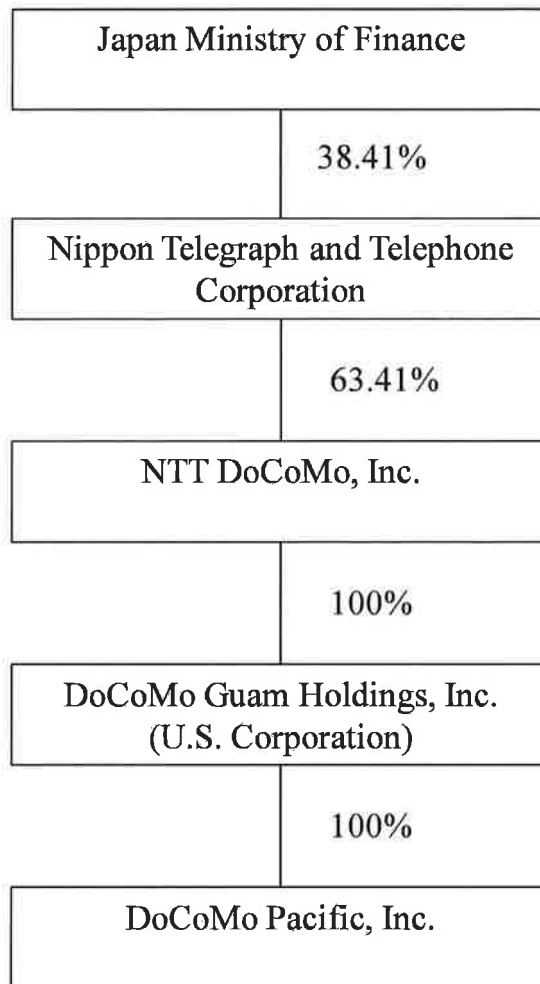 Japan Ministry of Finance
38.41%
Nippon Telegraph and Telephone
Corporation
63.41%
NTT DoCoMo, Inc.
100%
DoCoMo Guam Holdings, Inc.
(U.S. Corporation)
100%
DoCoMo Pacific, Inc.